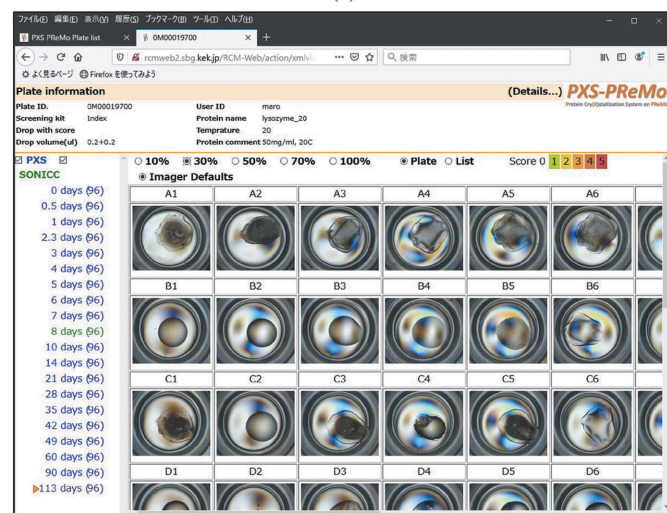 ファイル(F) 編集(E) 表示(V) 履歴(S) ブックマーク(B) ツール(T) ヘルプ(H)
PXS PReMo Plate list × 0M00019700 × +
rcmweb2.sbg.kek.jp/RCM-Web/action/xmlvi 検索
よく見るページ Firefox を使ってみよう
Plate information (Details...) PXS-PReMo
Protein Cry(X)stallization System on PReMo
Plate ID. 0M00019700 User ID maro
Screening kit Index Protein name lysozyme_20
Drop with score Temprature 20
Drop volume(ul) 0.2+0.2 Protein comment 50mg/ml, 20C
PXS 10% 30% 50% 70% 100% Plate List Score 0 1 2 3 4 5
SONICC Imager Defaults
0 days (96)
0.5 days (96)
1 days (96)
2.3 days (96)
3 days (96)
4 days (96)
5 days (96)
6 days (96)
7 days (96)
8 days (96)
10 days (96)
14 days (96)
21 days (96)
28 days (96)
35 days (96)
42 days (96)
49 days (96)
60 days (96)
90 days (96)
113 days (96)
A1 A2 A3 A4 A5 A6
B1 B2 B3 B4 B5 B6
C1 C2 C3 C4 C5 C6
D1 D2 D3 D4 D5 D6